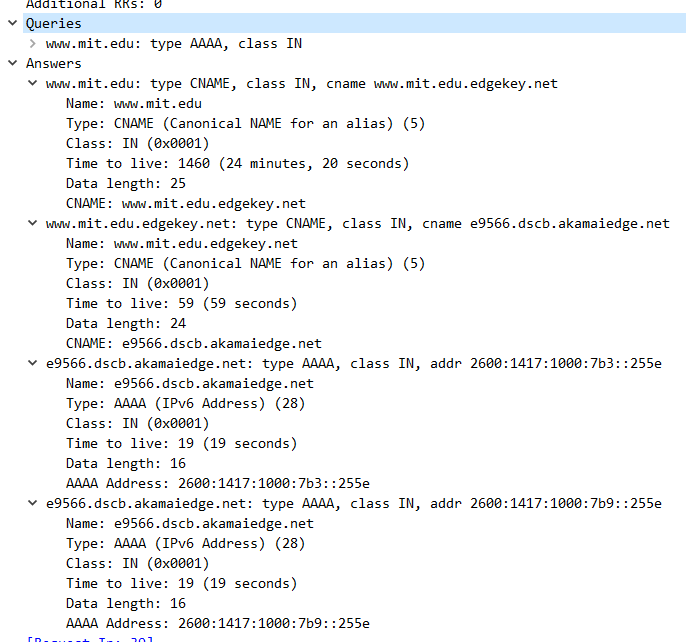 Additional RRs: 0
Queries
www.mit.edu: type AAAA, class IN
Answers
www.mit.edu: type CNAME, class IN, cname www.mit.edu.edgekey.net
Name: www.mit.edu
Type: CNAME (Canonical NAME for an alias) (5)
Class: IN (0x0001)
Time to live: 1460 (24 minutes, 20 seconds)
Data length: 25
CNAME: www.mit.edu.edgekey.net
www.mit.edu.edgekey.net: type CNAME, class IN, cname e9566.dscb.akamaiedge.net
Name: www.mit.edu.edgekey.net
Type: CNAME (Canonical NAME for an alias) (5)
Class: IN (0x0001)
Time to live: 59 (59 seconds)
Data length: 24
CNAME: e9566.dscb.akamaiedge.net
e9566.dscb.akamaiedge.net: type AAAA, class IN, addr 2600:1417:1000:7b3::255e
Name: e9566.dscb.akamaiedge.net
Type: AAAA (IPv6 Address) (28)
Class: IN (0x0001)
Time to live: 19 (19 seconds)
Data length: 16
AAAA Address: 2600:1417:1000:7b3::255e
e9566.dscb.akamaiedge.net: type AAAA, class IN, addr 2600:1417:1000:7b9::255e
Name: e9566.dscb.akamaiedge.net
Type: AAAA (IPv6 Address) (28)
Class: IN (0x0001)
Time to live: 19 (19 seconds)
Data length: 16
AAAA Address: 2600:1417:1000:7b9::255e
[Request In: